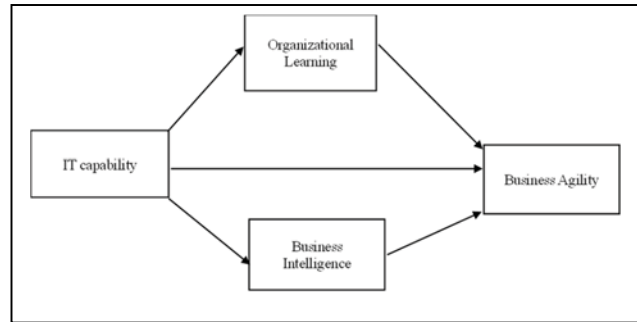 Organizational
Learning
IT capability
Business Agility
Business
Intelligence